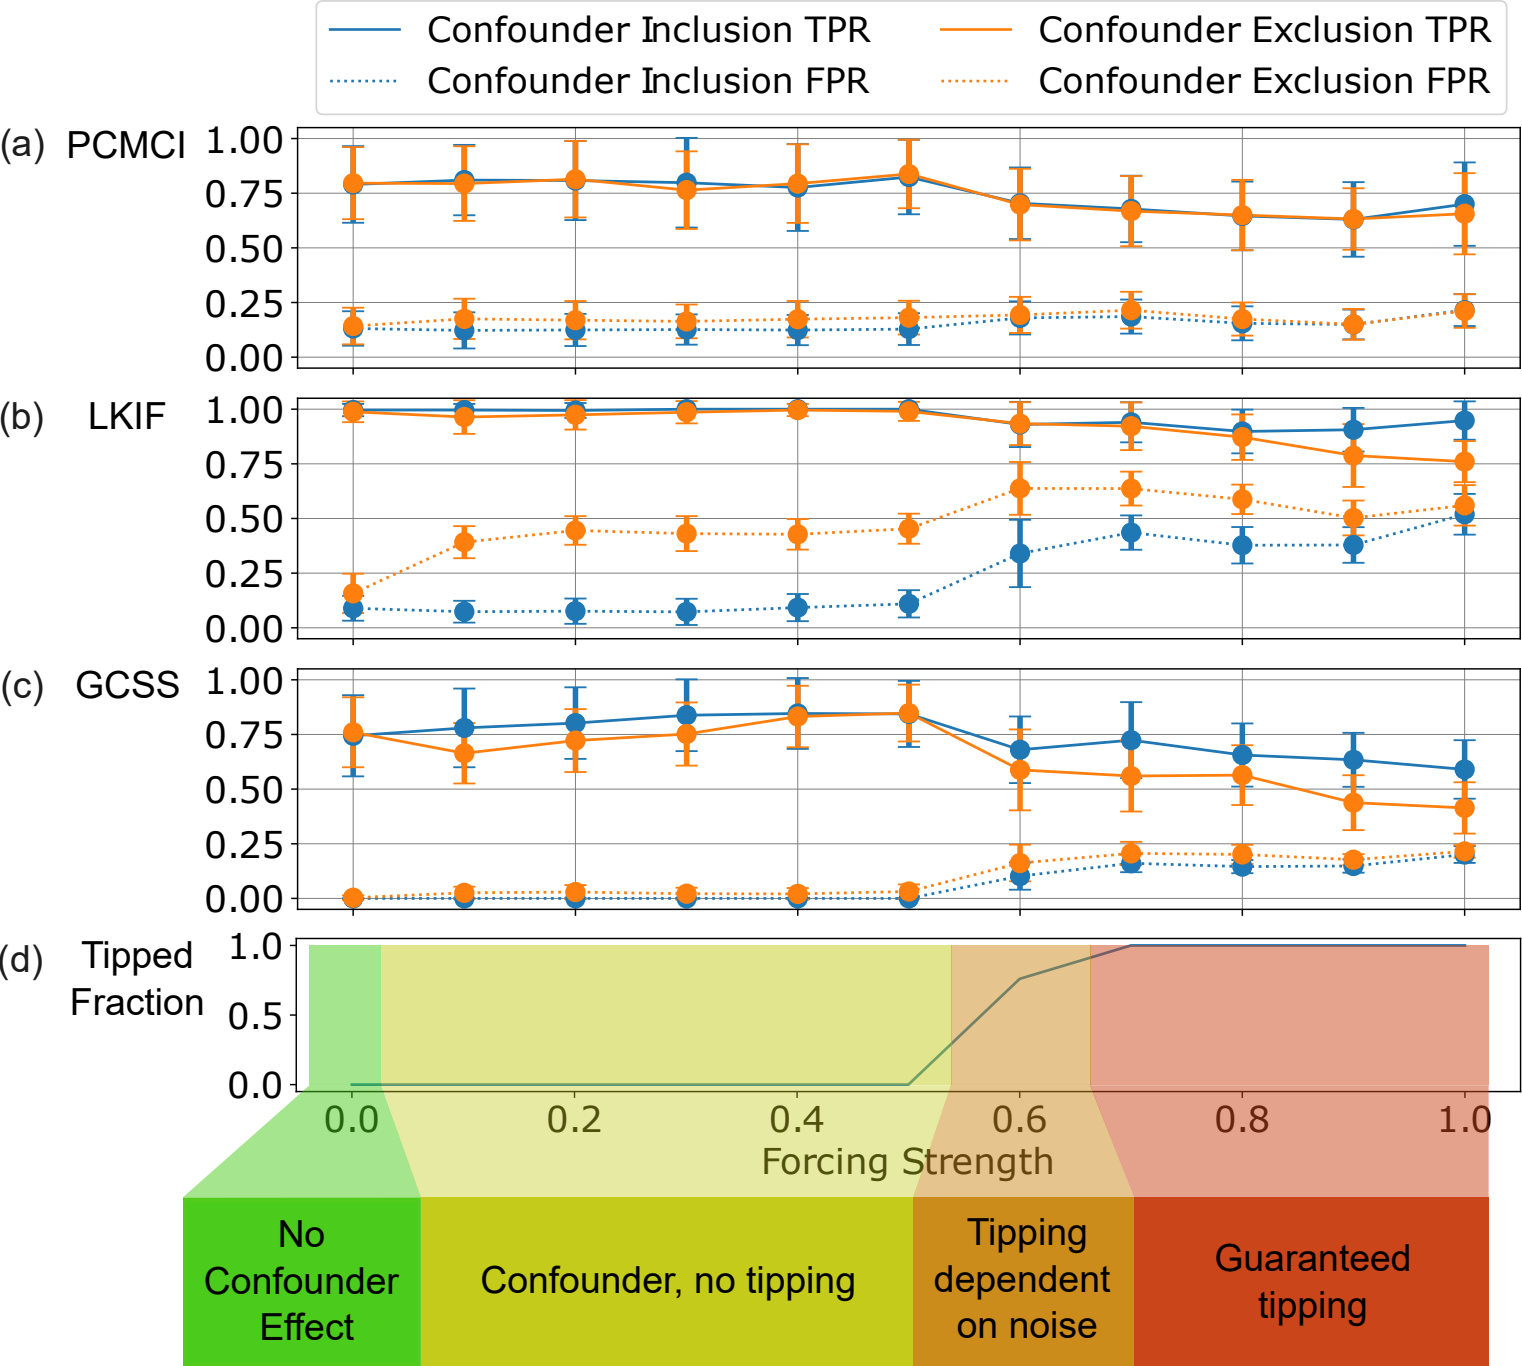 Confounder Inclusion TPR
Confounder Exclusion TPR
Confounder Inclusion FPR
Confounder Exclusion FPR
(a) PCMCI
1.00
0.75
0.50
0.25
0.00
(b) LKIF
1.00
0.75
0.50
0.25
0.00
(c) GCSS
1.00
0.75
0.50
0.25
0.00
(d) Tipped
Fraction
1.0
0.5
0.0
0.0 0.2 0.4 0.6 0.8 1.0
Forcing Strength
No
Confounder
Effect
Confounder, no tipping
Tipping
dependent
on noise
Guaranteed
tipping